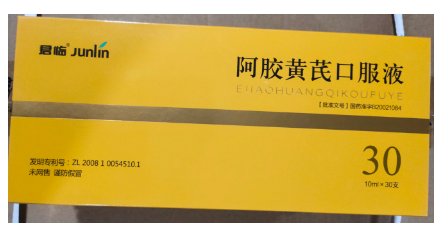 君临® Junlin
阿胶黄芪口服液
EJIAOHUANGQIKOUFUYE
【批准文号】国药准字B20021084
30
10ml×30支
发明专利号：ZL 2008 1 0054510.1
未网售 谨防假冒